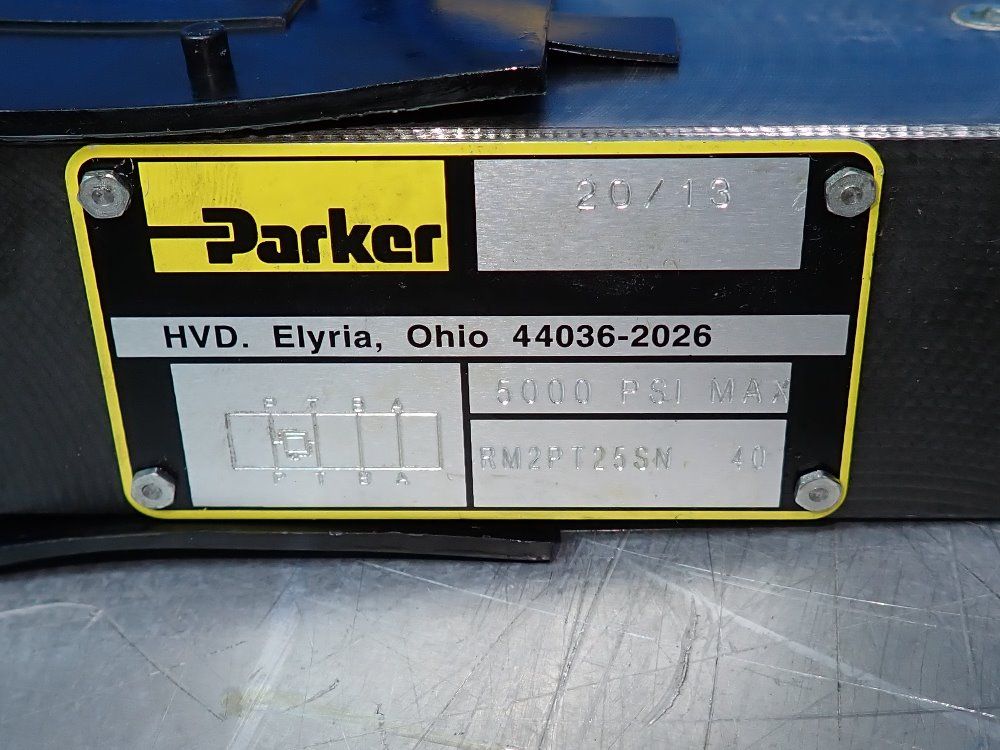 Parker
20/13
HVD. Elyria, Ohio 44036-2026
P T B A
P T B A
5000 PSI MAX
RM2PT25SN 40